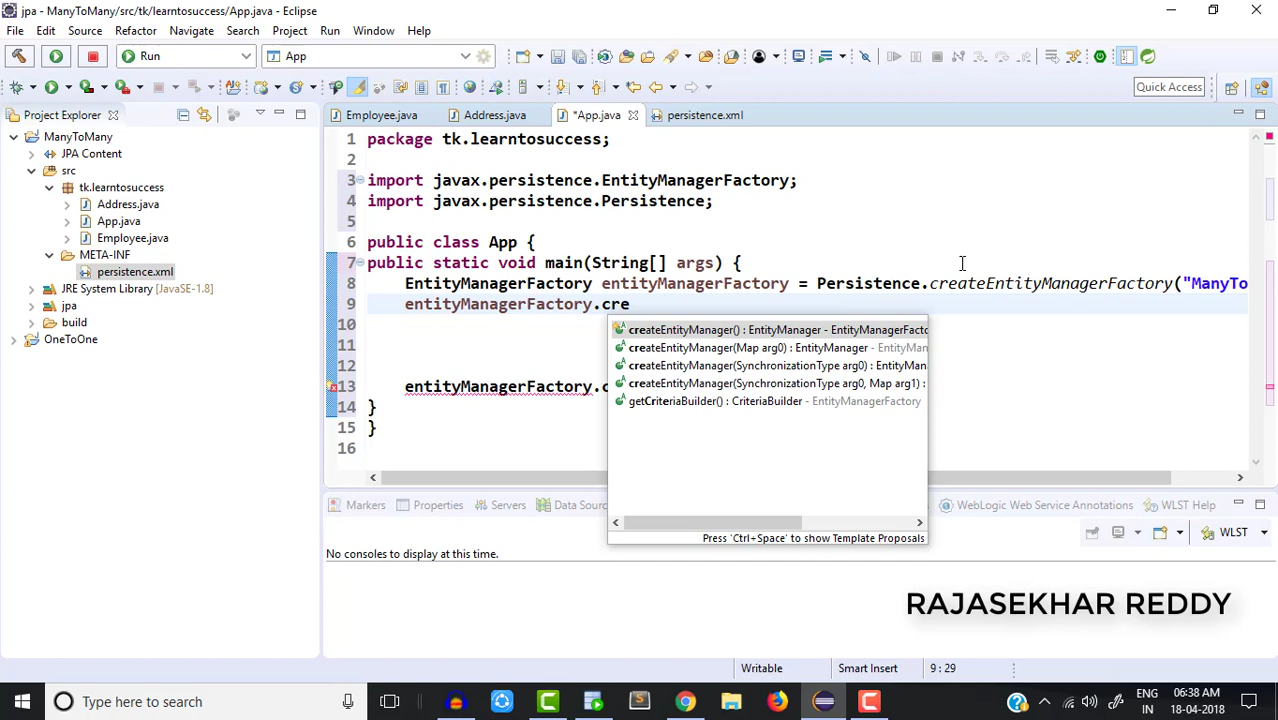 jpa - ManyToMany/src/tk/learntosuccess/App.java - Eclipse
File Edit Source Refactor Navigate Search Project Run Window Help
Run App
Quick Access
Project Explorer
ManyToMany
JPA Content
src
tk.learntosuccess
Address.java
App.java
Employee.java
META-INF
persistence.xml
JRE System Library [JavaSE-1.8]
jpa
build
OneToOne
Employee.java Address.java *App.java persistence.xml
1 package tk.learntosuccess;
2
3 import javax.persistence.EntityManagerFactory;
4 import javax.persistence.Persistence;
5
6 public class App {
7 public static void main(String[] args) {
8 EntityManagerFactory entityManagerFactory = Persistence.createEntityManagerFactory("ManyTo
9 entityManagerFactory.cre
10
11
12
13 entityManagerFactory.c
14 }
15 }
16
createEntityManager() : EntityManager - EntityManagerFacto
createEntityManager(Map arg0) : EntityManager - EntityMan
createEntityManager(SynchronizationType arg0) : EntityMan
createEntityManager(SynchronizationType arg0, Map arg1) :
getCriteriaBuilder() : CriteriaBuilder - EntityManagerFactory
Press 'Ctrl+Space' to show Template Proposals
Markers Properties Servers Data Sour WebLogic Web Service Annotations WLST Help
WLST
No consoles to display at this time.
RAJASEKHAR REDDY
Writable Smart Insert 9 : 29
Type here to search
ENG 06:38 AM
IN 18-04-2018